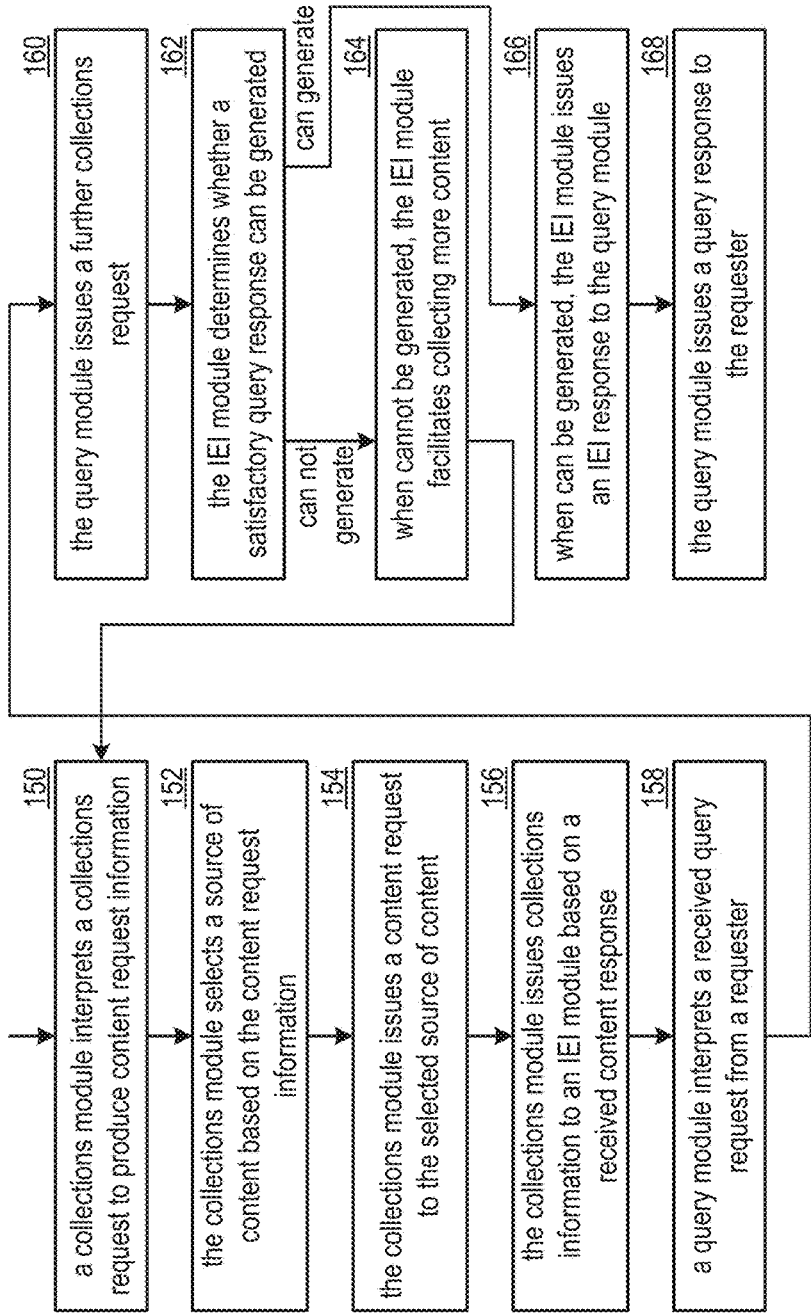 150
a collections module interprets a collections
request to produce content request information
152
the collections module selects a source of
content based on the content request
information
154
the collections module issues a content request
to the selected source of content
156
the collections module issues collections
information to an IEI module based on a
received content response
158
a query module interprets a received query
request from a requester
160
the query module issues a further collections
request
162
the IEI module determines whether a
satisfactory query response can be generated
can not
generate
can generate
164
when cannot be generated, the IEI module
facilitates collecting more content
166
when can be generated, the IEI module issues
an IEI response to the query module
168
the query module issues a query response to
the requester